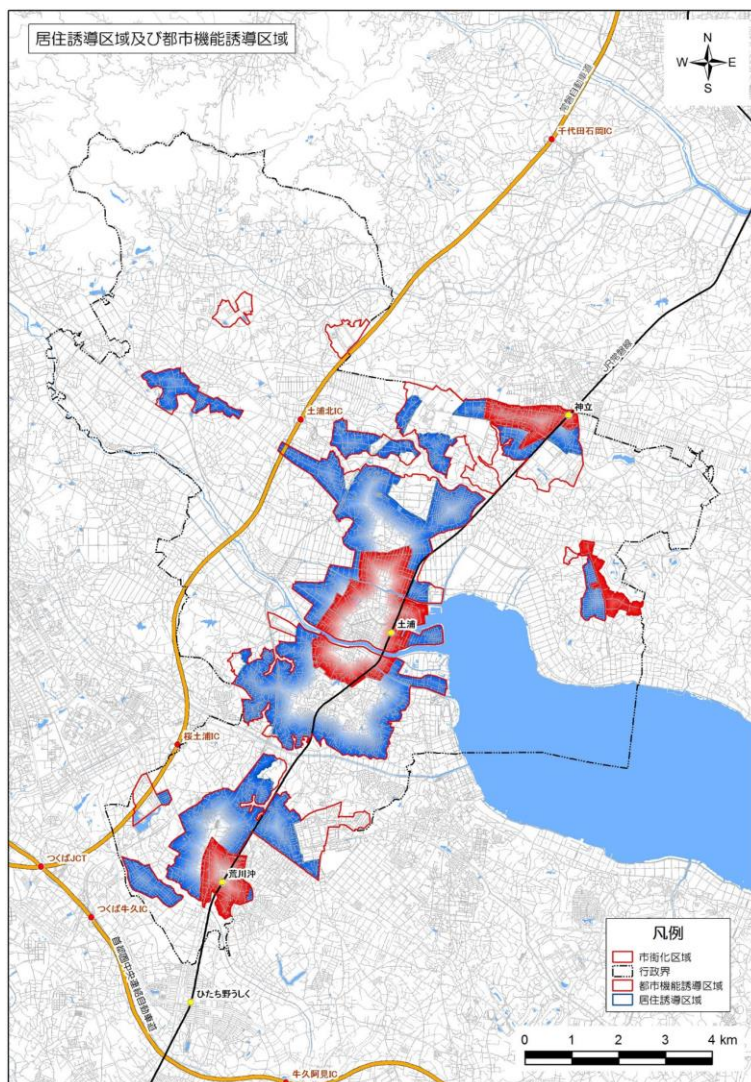 居住誘導区域及び都市機能誘導区域
N
W E
S
常磐自動車道
千代田石岡IC
JR常磐線
土浦北IC
神立
土浦
桜土浦IC
つくばJCT
荒川沖
つくば牛久IC
首都圏中央連絡自動車道
ひたち野うしく
牛久阿見IC
凡例
市街化区域
行政界
都市機能誘導区域
居住誘導区域
0 1 2 3 4 km